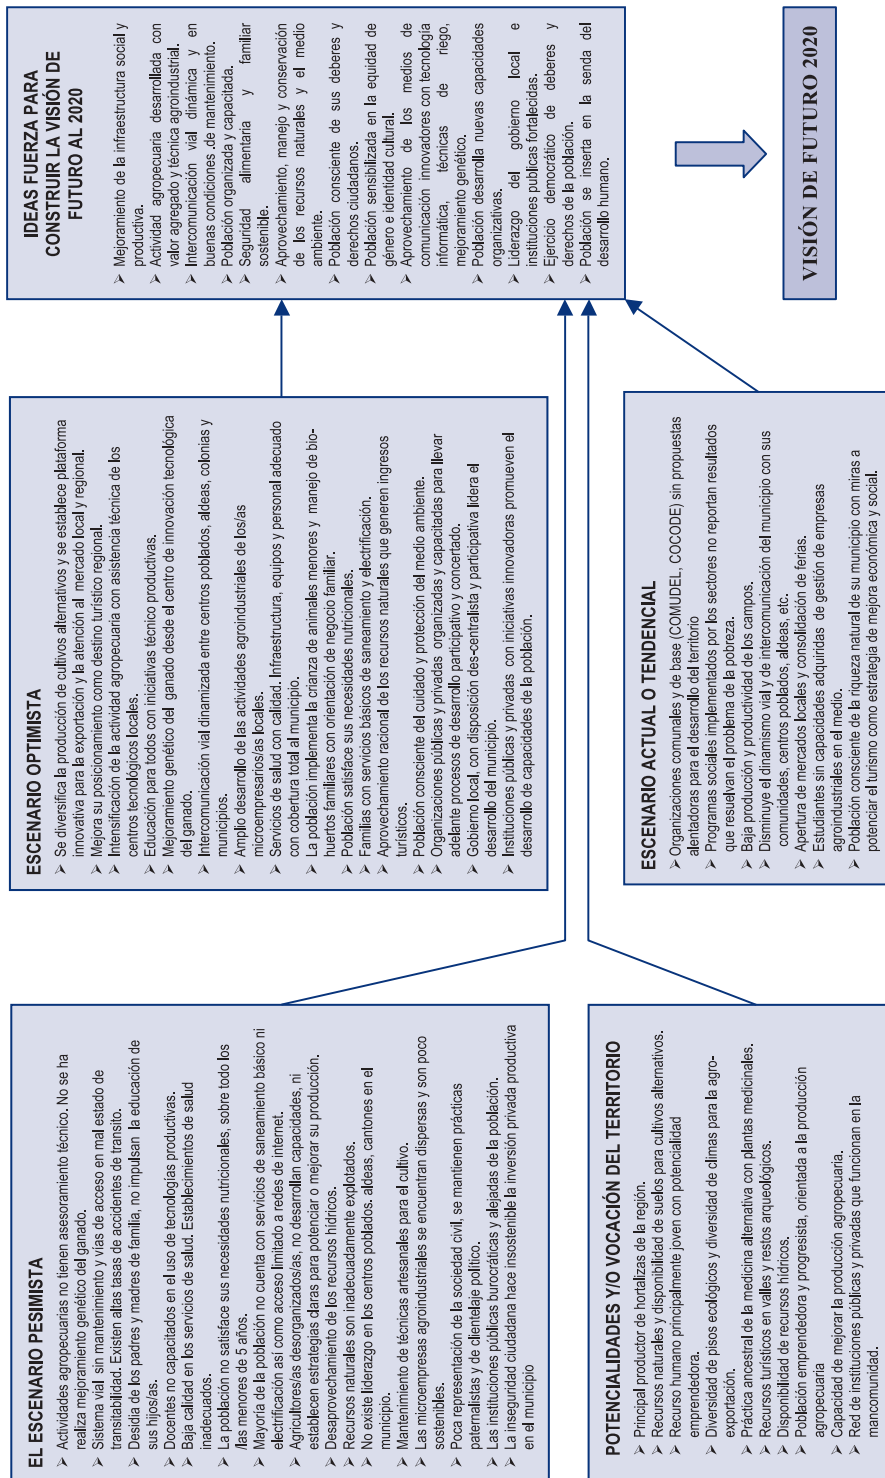 EL ESCENARIO PESIMISTA
➢ Actividades agropecuarias no tienen asesoramiento técnico. No se ha
realiza mejoramiento genético del ganado.
➢ Sistema vial sin mantenimiento y vías de acceso en mal estado de
transitabilidad. Existen altas tasas de accidentes de transito.
➢ Desidia de los padres y madres de familia, no impulsan la educación de
sus hijos/as.
➢ Docentes no capacitados en el uso de tecnologías productivas.
➢ Baja calidad en los servicios de salud. Establecimientos de salud
inadecuados.
➢ La población no satisface sus necesidades nutricionales, sobre todo los
/las menores de 5 años.
➢ Mayoría de la población no cuenta con servicios de saneamiento básico ni
electrificación así como acceso limitado a redes de internet.
➢ Agricultores/as desorganizados/as, no desarrollan capacidades, ni
establecen estrategias claras para potenciar o mejorar su producción.
➢ Desaprovechamiento de los recursos hídricos.
➢ Recursos naturales son inadecuadamente explotados.
➢ No existe liderazgo en los centros poblados. aldeas, cantones en el
municipio.
➢ Mantenimiento de técnicas artesanales para el cultivo.
➢ Las microempresas agroindustriales se encuentran dispersas y son poco
sostenibles.
➢ Poca representación de la sociedad civil, se mantienen prácticas
paternalistas y de clientelaje político.
➢ Las instituciones públicas burocráticas y alejadas de la población.
➢ La inseguridad ciudadana hace insostenible la inversión privada productiva
en el municipio
ESCENARIO OPTIMISTA
➢ Se diversifica la producción de cultivos alternativos y se establece plataforma
innovativa para la exportación y la atención al mercado local y regional.
➢ Mejora su posicionamiento como destino turístico regional.
➢ Intensificación de la actividad agropecuaria con asistencia técnica de los
centros tecnológicos locales.
➢ Educación para todos con iniciativas técnico productivas.
➢ Mejoramiento genético del ganado desde el centro de innovación tecnológica
del ganado.
➢ Intercomunicación vial dinamizada entre centros poblados, aldeas, colonias y
municipios.
➢ Amplio desarrollo de las actividades agroindustriales de los/as
microempresarios/as locales.
➢ Servicios de salud con calidad. Infraestructura, equipos y personal adecuado
con cobertura total al municipio.
➢ La población implementa la crianza de animales menores y manejo de bio-
huertos familiares con orientación de negocio familiar.
➢ Población satisface sus necesidades nutricionales.
➢ Familias con servicios básicos de saneamiento y electrificación.
➢ Aprovechamiento racional de los recursos naturales que generen ingresos
turísticos.
➢ Población consciente del cuidado y protección del medio ambiente.
➢ Organizaciones públicas y privadas organizadas y capacitadas para llevar
adelante procesos de desarrollo participativo y concertado.
➢ Gobierno local, con disposición des-centralista y participativa lidera el
desarrollo del municipio.
➢ Instituciones públicas y privadas con iniciativas innovadoras promueven el
desarrollo de capacidades de la población.
IDEAS FUERZA PARA
CONSTRUIR LA VISIÓN DE
FUTURO AL 2020
➢ Mejoramiento de la infraestructura social y
productiva.
➢ Actividad agropecuaria desarrollada con
valor agregado y técnica agroindustrial.
➢ Intercomunicación vial dinámica y en
buenas condiciones .de mantenimiento.
➢ Población organizada y capacitada.
➢ Seguridad alimentaria y familiar
sostenible.
➢ Aprovechamiento, manejo y conservación
de los recursos naturales y el medio
ambiente.
➢ Población consciente de sus deberes y
derechos ciudadanos.
➢ Población sensibilizada en la equidad de
género e identidad cultural.
➢ Aprovechamiento de los medios de
comunicación innovadores con tecnología
informática, técnicas de riego,
mejoramiento genético.
➢ Población desarrolla nuevas capacidades
organizativas.
➢ Liderazgo del gobierno local e
instituciones públicas fortalecidas.
➢ Ejercicio democrático de deberes y
derechos de la población.
➢ Población se inserta en la senda del
desarrollo humano.
POTENCIALIDADES Y/O VOCACIÓN DEL TERRITORIO
➢ Principal productor de hortalizas de la región.
➢ Recursos naturales y disponibilidad de suelos para cultivos alternativos.
➢ Recurso humano principalmente joven con potencialidad
emprendedora.
➢ Diversidad de pisos ecológicos y diversidad de climas para la agro-
exportación.
➢ Práctica ancestral de la medicina alternativa con plantas medicinales.
➢ Recursos turísticos en valles y restos arqueológicos.
➢ Disponibilidad de recursos hídricos.
➢ Población emprendedora y progresista, orientada a la producción
agropecuaria
➢ Capacidad de mejorar la producción agropecuaria.
➢ Red de instituciones públicas y privadas que funcionan en la
mancomunidad.
ESCENARIO ACTUAL O TENDENCIAL
➢ Organizaciones comunales y de base (COMUDEL, COCODE) sin propuestas
alentadoras para el desarrollo del territorio
➢ Programas sociales implementados por los sectores no reportan resultados
que resuelvan el problema de la pobreza.
➢ Baja producción y productividad de los campos.
➢ Disminuye el dinamismo vial y de intercomunicación del municipio con sus
comunidades, centros poblados, aldeas, etc.
➢ Apertura de mercados locales y consolidación de ferias.
➢ Estudiantes sin capacidades adquiridas de gestión de empresas
agroindustriales en el medio.
➢ Población consciente de la riqueza natural de su municipio con miras a
potenciar el turismo como estrategia de mejora económica y social.
VISIÓN DE FUTURO 2020